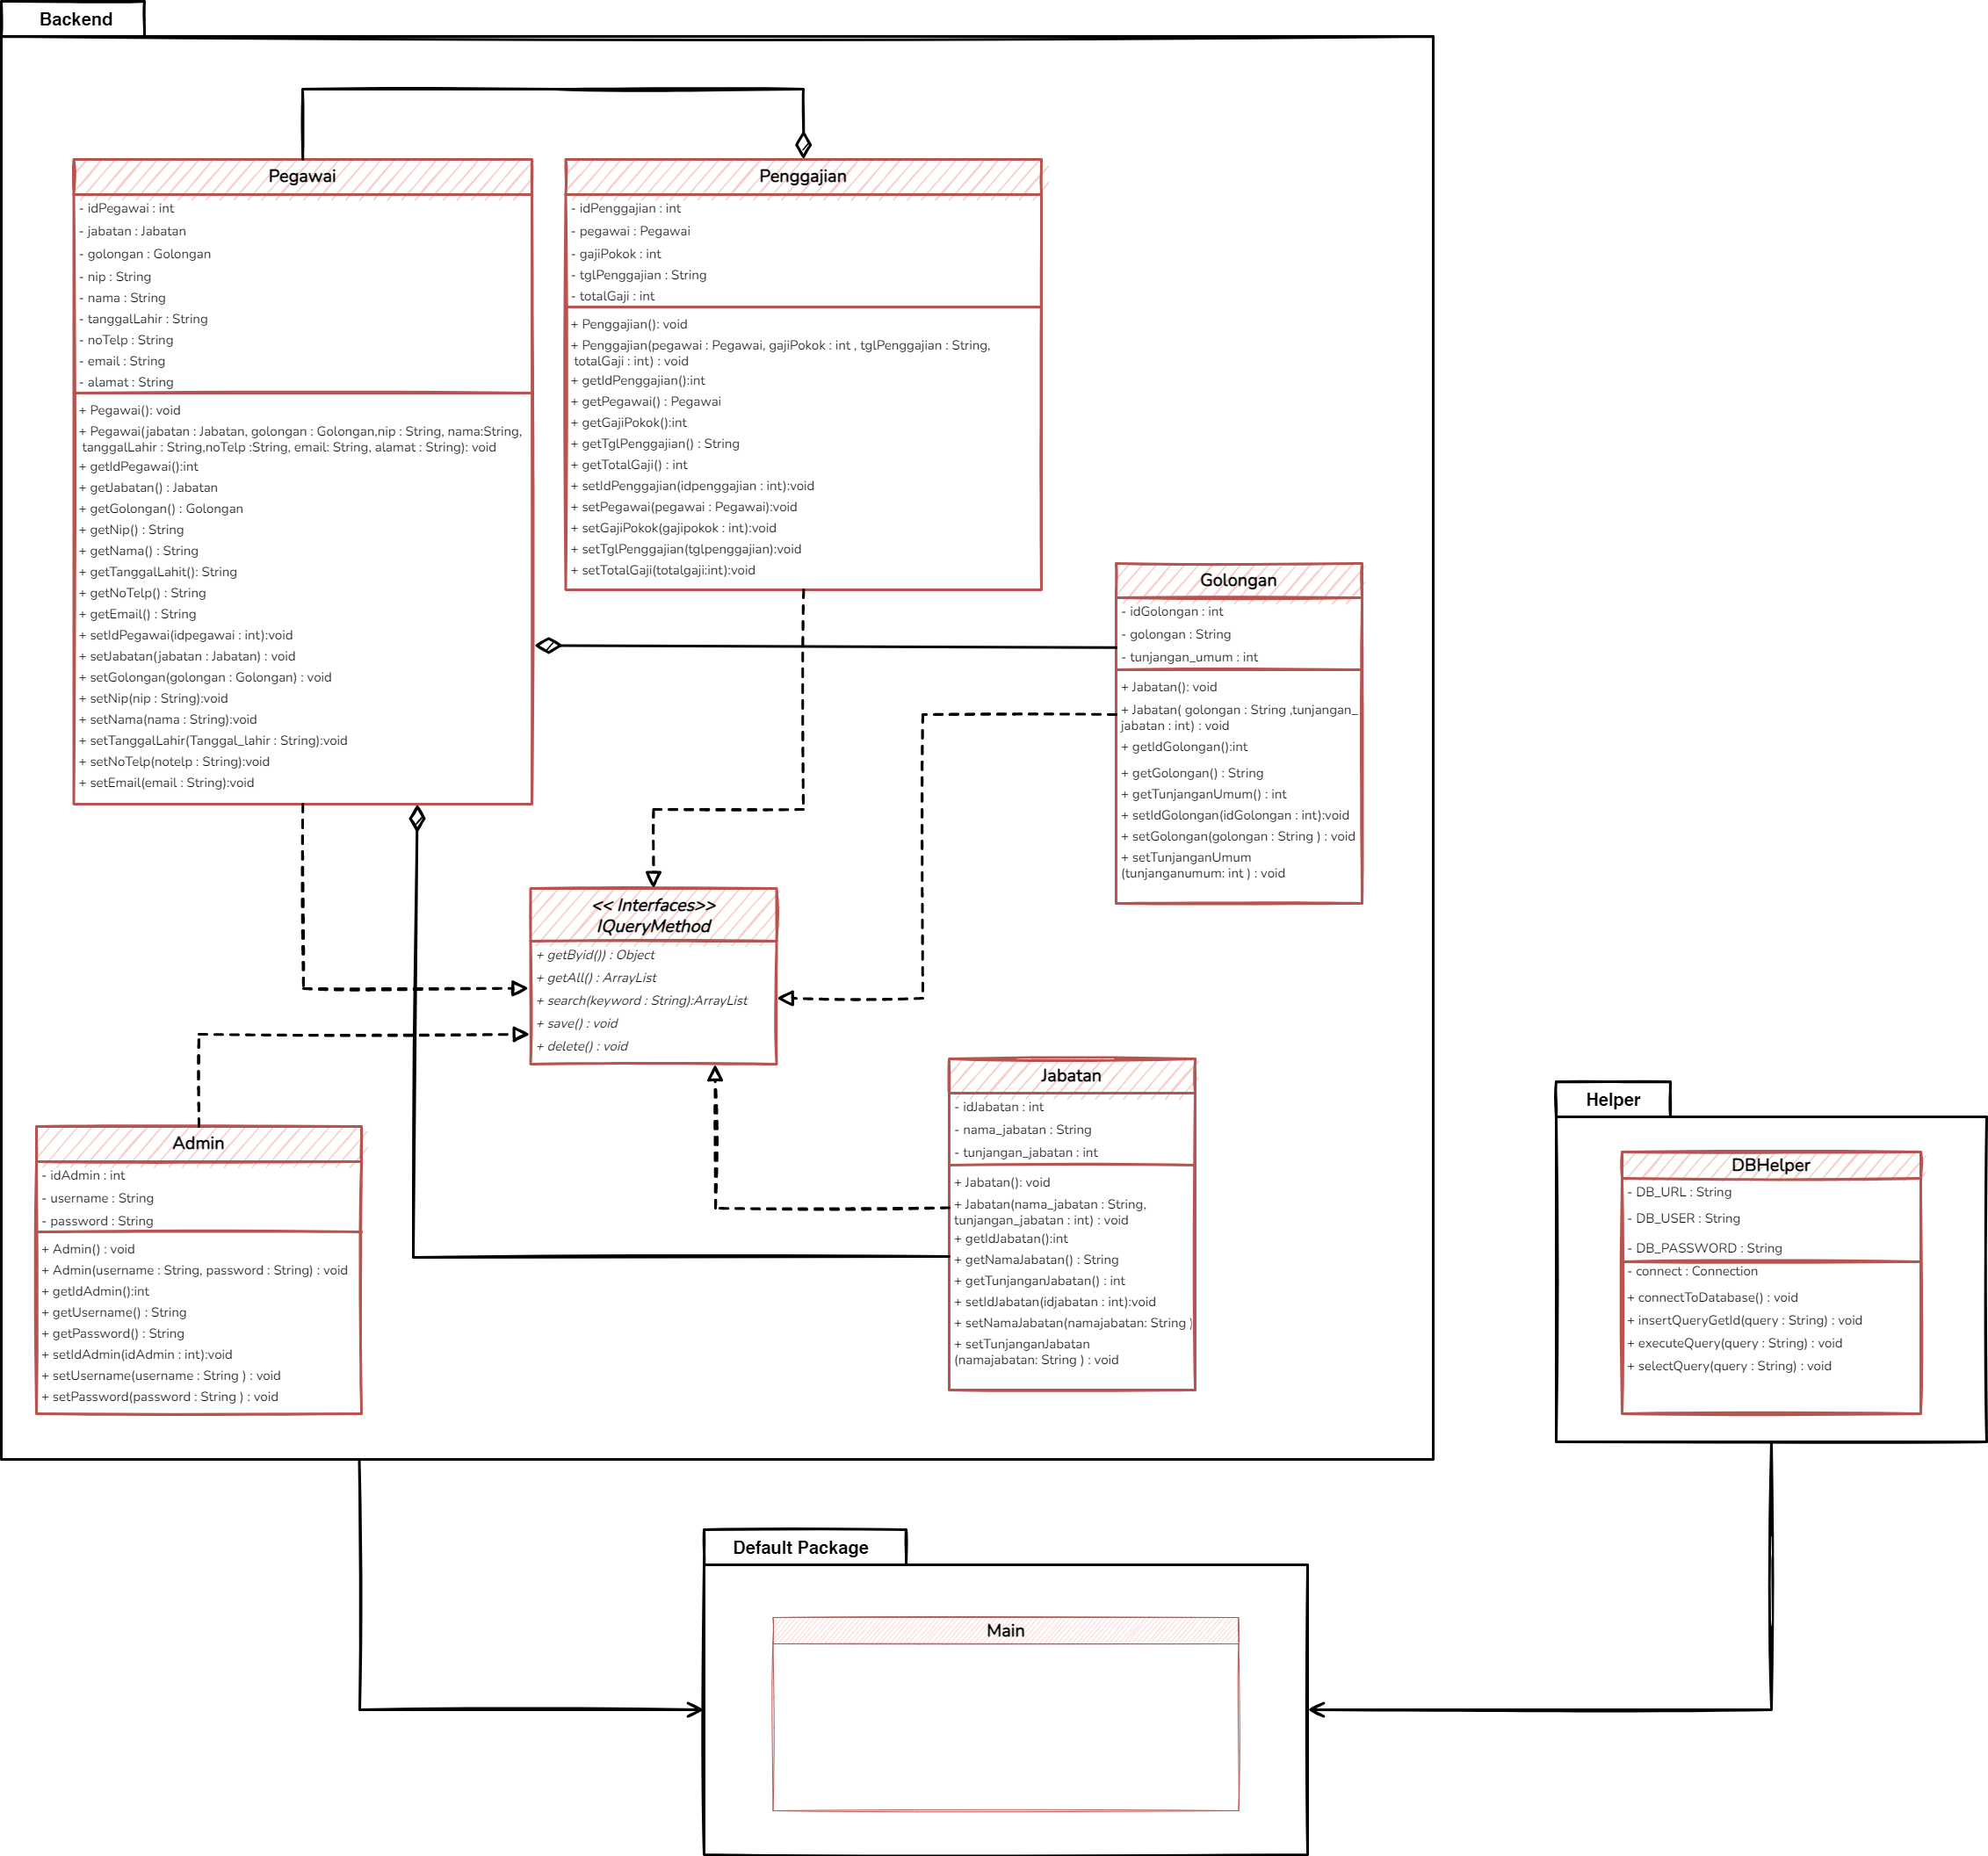 Backend
Pegawai
- idPegawai : int
- jabatan : Jabatan
- golongan : Golongan
- nip : String
- nama : String
- tanggalLahir : String
- noTelp : String
- email : String
- alamat : String
+ Pegawai(): void
+ Pegawai(jabatan : Jabatan, golongan : Golongan,nip : String, nama:String,
tanggalLahir : String,noTelp :String, email: String, alamat : String): void
+ getIdPegawai():int
+ getJabatan() : Jabatan
+ getGolongan() : Golongan
+ getNip() : String
+ getNama() : String
+ getTanggalLahit(): String
+ getNoTelp() : String
+ getEmail() : String
+ setIdPegawai(idpegawai : int):void
+ setJabatan(jabatan : Jabatan) : void
+ setGolongan(golongan : Golongan) : void
+ setNip(nip : String):void
+ setNama(nama : String):void
+ setTanggalLahir(Tanggal_lahir : String):void
+ setNoTelp(notelp : String):void
+ setEmail(email : String):void
Penggajian
- idPenggajian : int
- pegawai : Pegawai
- gajiPokok : int
- tglPenggajian : String
- totalGaji : int
+ Penggajian(): void
+ Penggajian(pegawai : Pegawai, gajiPokok : int , tglPenggajian : String,
totalGaji : int) : void
+ getIdPenggajian():int
+ getPegawai() : Pegawai
+ getGajiPokok():int
+ getTglPenggajian() : String
+ getTotalGaji() : int
+ setIdPenggajian(idpenggajian : int):void
+ setPegawai(pegawai : Pegawai):void
+ setGajiPokok(gajipokok : int):void
+ setTglPenggajian(tglpenggajian):void
+ setTotalGaji(totalgaji:int):void
Golongan
- idGolongan : int
- golongan : String
- tunjangan_umum : int
+ Jabatan(): void
+ Jabatan( golongan : String ,tunjangan_
jabatan : int) : void
+ getIdGolongan():int
+ getGolongan() : String
+ getTunjanganUmum() : int
+ setIdGolongan(idGolongan : int):void
+ setGolongan(golongan : String ) : void
+ setTunjanganUmum
(tunjanganumum: int ) : void
<< Interfaces>>
IQueryMethod
+ getByid()) : Object
+ getAll() : ArrayList
+ search(keyword : String):ArrayList
+ save() : void
+ delete() : void
Jabatan
- idJabatan : int
- nama_jabatan : String
- tunjangan_jabatan : int
+ Jabatan(): void
+ Jabatan(nama_jabatan : String,
tunjangan_jabatan : int) : void
+ getIdJabatan():int
+ getNamaJabatan() : String
+ getTunjanganJabatan() : int
+ setIdJabatan(idjabatan : int):void
+ setNamaJabatan(namajabatan: String )
+ setTunjanganJabatan
(namajabatan: String ) : void
Admin
- idAdmin : int
- username : String
- password : String
+ Admin() : void
+ Admin(username : String, password : String) : void
+ getIdAdmin():int
+ getUsername() : String
+ getPassword() : String
+ setIdAdmin(idAdmin : int):void
+ setUsername(username : String ) : void
+ setPassword(password : String ) : void
Helper
DBHelper
- DB_URL : String
- DB_USER : String
- DB_PASSWORD : String
- connect : Connection
+ connectToDatabase() : void
+ insertQueryGetId(query : String) : void
+ executeQuery(query : String) : void
+ selectQuery(query : String) : void
Default Package
Main